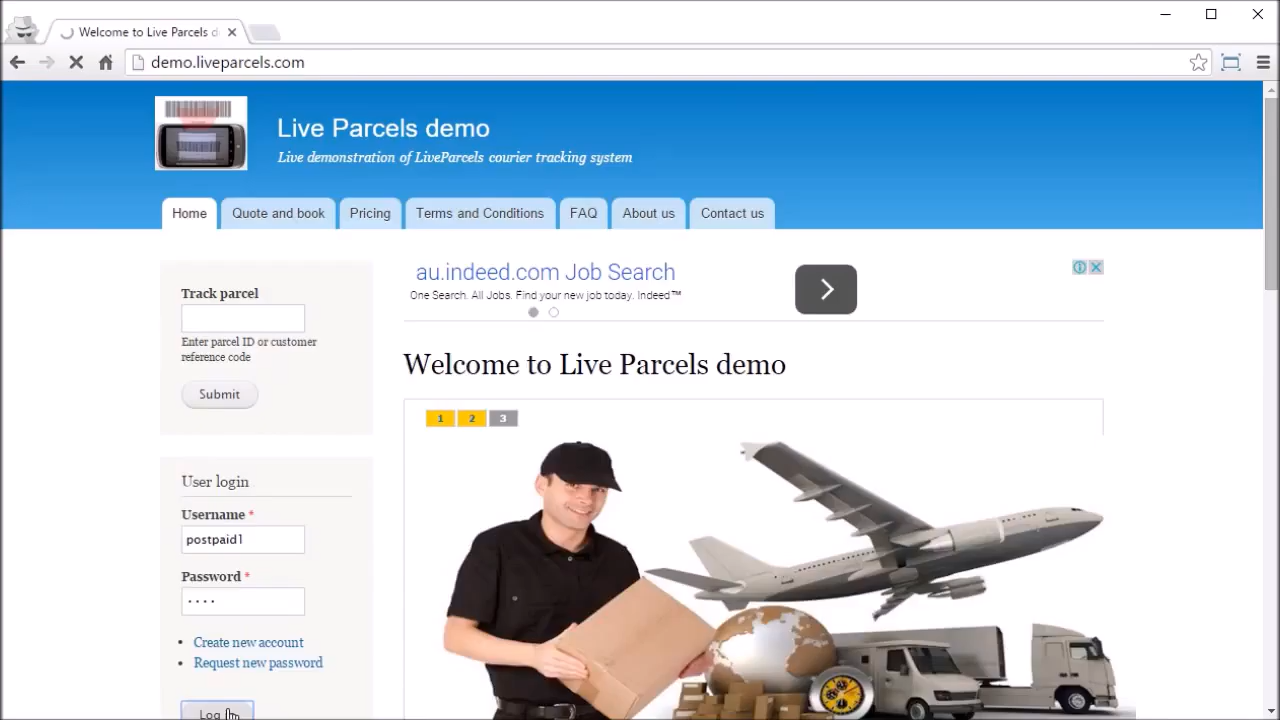 Welcome to Live Parcels d
demo.liveparcels.com
Live Parcels demo
Live demonstration of LiveParcels courier tracking system
Home
Quote and book
Pricing
Terms and Conditions
FAQ
About us
Contact us
au.indeed.com Job Search
One Search. All Jobs. Find your new job today. Indeed™
Track parcel
Enter parcel ID or customer
reference code
Submit
Welcome to Live Parcels demo
1
2
3
User login
Username *
postpaid1
Password *
Create new account
Request new password
Log